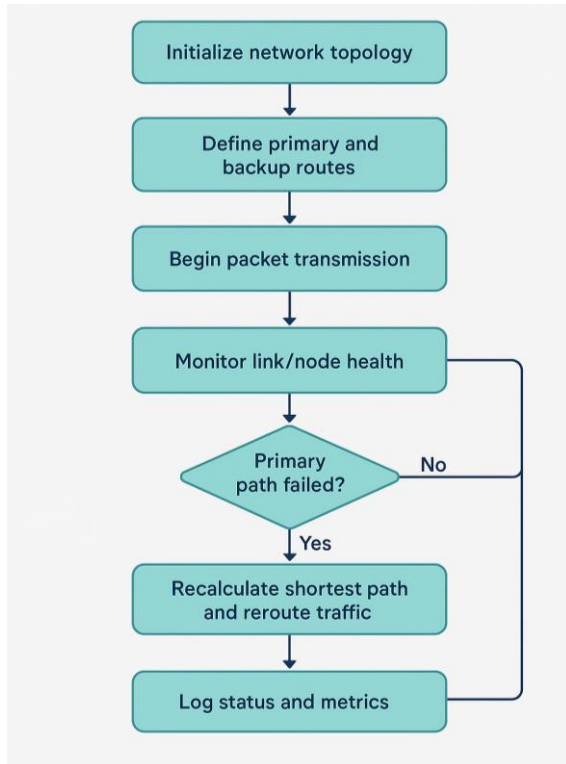 Initialize network topology
Define primary and
backup routes
Begin packet transmission
Monitor link/node health
Primary
path failed?
No
Yes
Recalculate shortest path
and reroute traffic
Log status and metrics